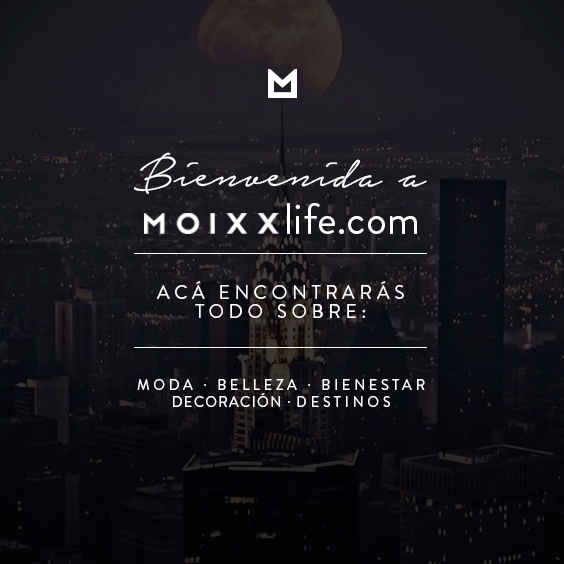 Bienvenida a
MOIXXlife.com
ACÁ ENCONTRARÁS
TODO SOBRE:
MODA · BELLEZA · BIENESTAR
DECORACIÓN · DESTINOS